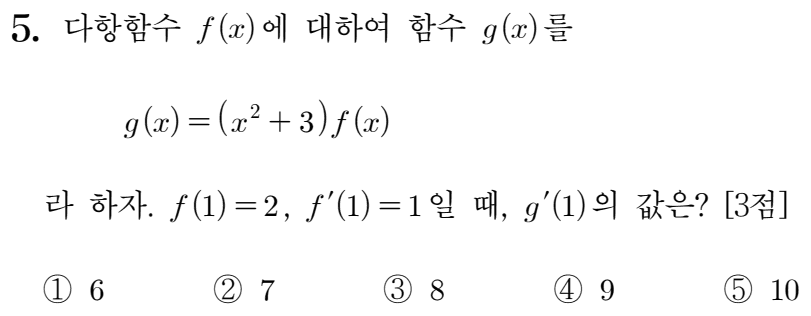 5. 다항함수 f(x)에 대하여 함수 g(x)를
g(x)=(x²+3)f(x)
라 하자. f(1)=2, f′(1)=1일 때, g′(1)의 값은? [3점]
① 6 ② 7 ③ 8 ④ 9 ⑤ 10